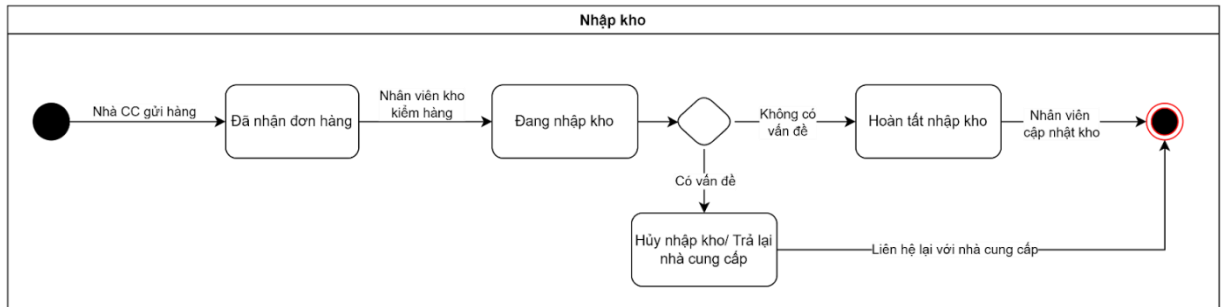 Nhập kho
Nhà CC gửi hàng
Đã nhận đơn hàng
Nhân viên kho
kiểm hàng
Đang nhập kho
Không có
vấn đề
Hoàn tất nhập kho
Nhân viên
cập nhật kho
Có vấn đề
Hủy nhập kho/ Trả lại
nhà cung cấp
Liên hệ lại với nhà cung cấp